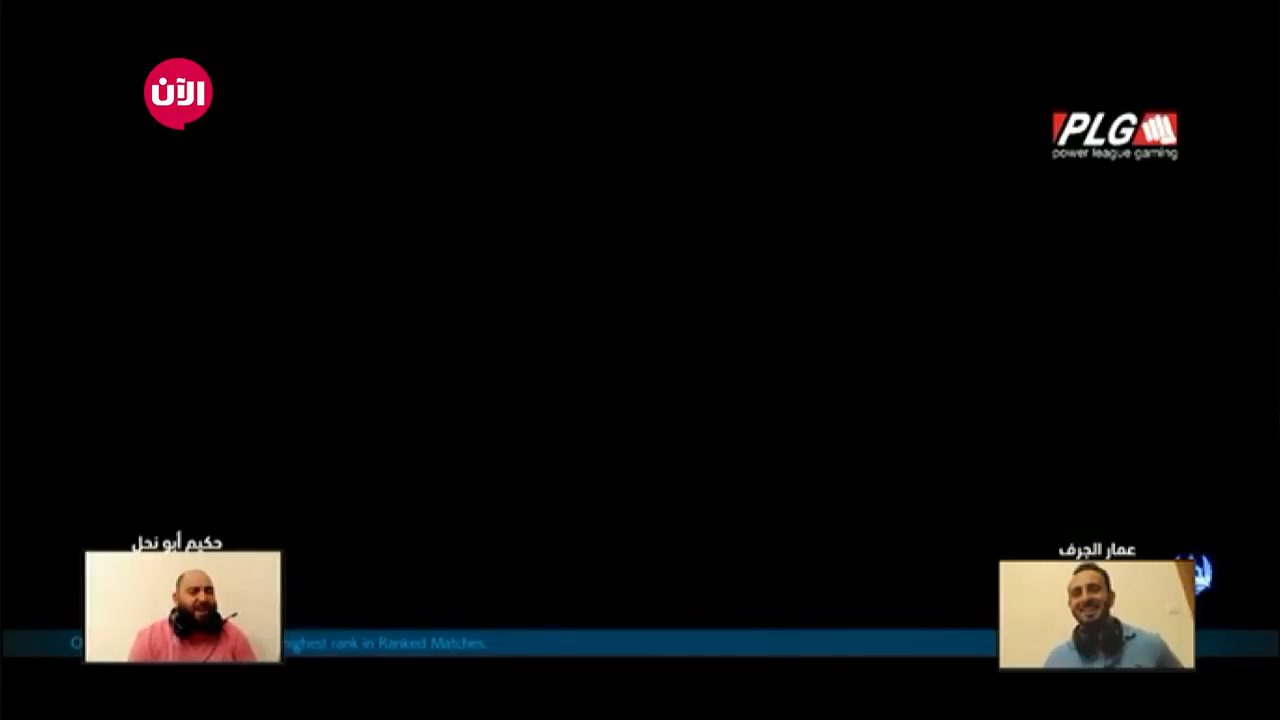 الآن
PLG
power league gaming
حكيم أبو نحل
عمار الجرف
highest rank in Ranked Matches.